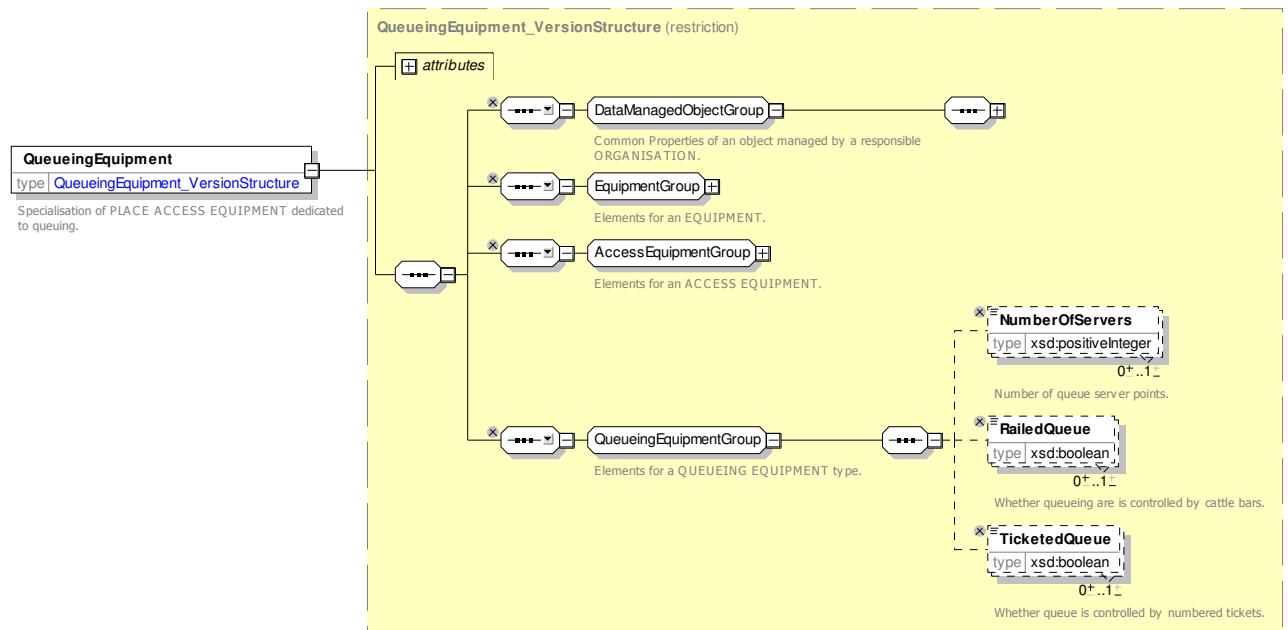 QueueingEquipment_VersionStructure (restriction)
attributes
DataManagedObjectGroup
Common Properties of an object managed by a responsible
ORGANISATION.
QueueingEquipment
type QueueingEquipment_VersionStructure
Specialisation of PLACE ACCESS EQUIPMENT dedicated
to queuing.
EquipmentGroup
Elements for an EQUIPMENT.
AccessEquipmentGroup
Elements for an ACCESS EQUIPMENT.
NumberOfServers
type xsd:positiveInteger
0..1
Number of queue server points.
QueueingEquipmentGroup
Elements for a QUEUEING EQUIPMENT type.
RailedQueue
type xsd:boolean
0..1
Whether queueing are is controlled by cattle bars.
TicketedQueue
type xsd:boolean
0..1
Whether queue is controlled by numbered tickets.